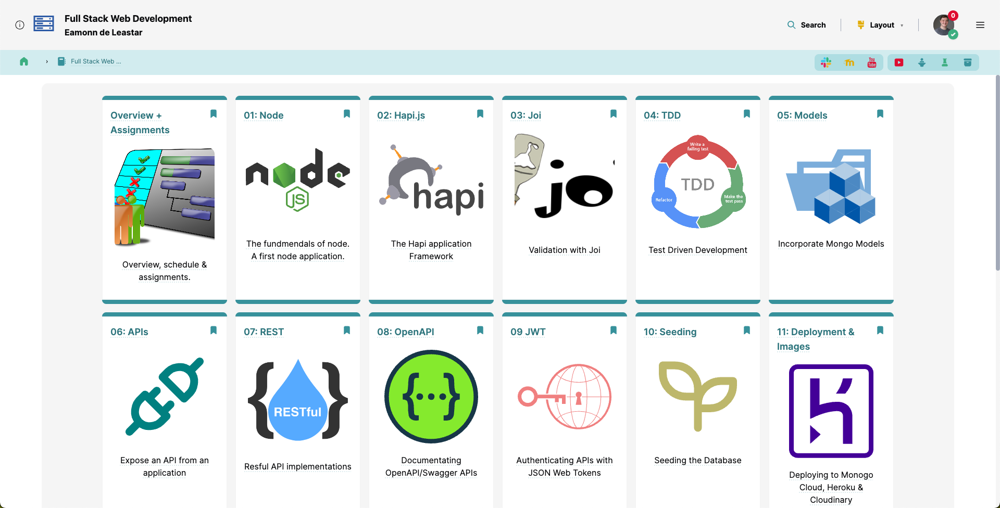 Full Stack Web Development
Eamonn de Leastar
Search
Layout
0
Full Stack Web ...
You
Tube
Overview +
Assignments
Overview, schedule &
assignments.
01: Node
node
JS
The fundmendals of node.
A first node application.
02: Hapi.js
hapi
The Hapi application
Framework
03: Joi
joi
Validation with Joi
04: TDD
Write a
failing test
TDD
Refactor
Make the
test pass
Test Driven Development
05: Models
Incorporate Mongo Models
06: APIs
Expose an API from an
application
07: REST
{RESTful}
Resful API implementations
08: OpenAPI
{...}
Documentating
OpenAPI/Swagger APIs
09 JWT
Authenticating APIs with
JSON Web Tokens
10: Seeding
Seeding the Database
11: Deployment &
Images
Deploying to Monogo
Cloud, Heroku &
Cloudinary